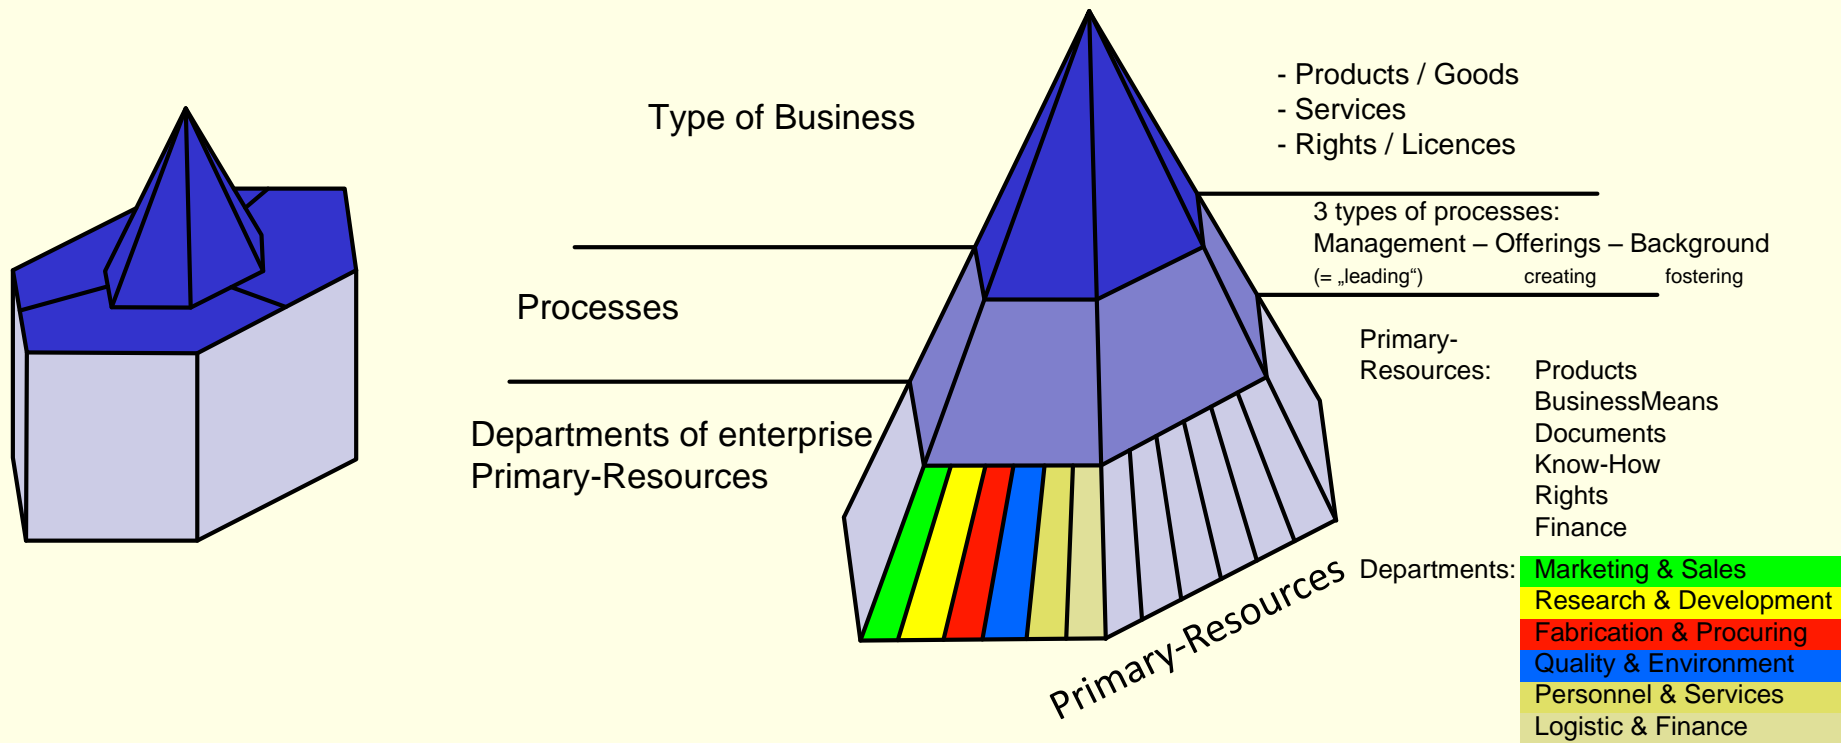 Type of Business
- Products / Goods
- Services
- Rights / Licences
3 types of processes:
Management – Offerings – Background
(= „leading“) creating fostering
Processes
Departments of enterprise
Primary-Resources
Primary-
Resources:
Products
BusinessMeans
Documents
Know-How
Rights
Finance
Primary-Resources
Departments:
Marketing & Sales
Research & Development
Fabrication & Procuring
Quality & Environment
Personnel & Services
Logistic & Finance